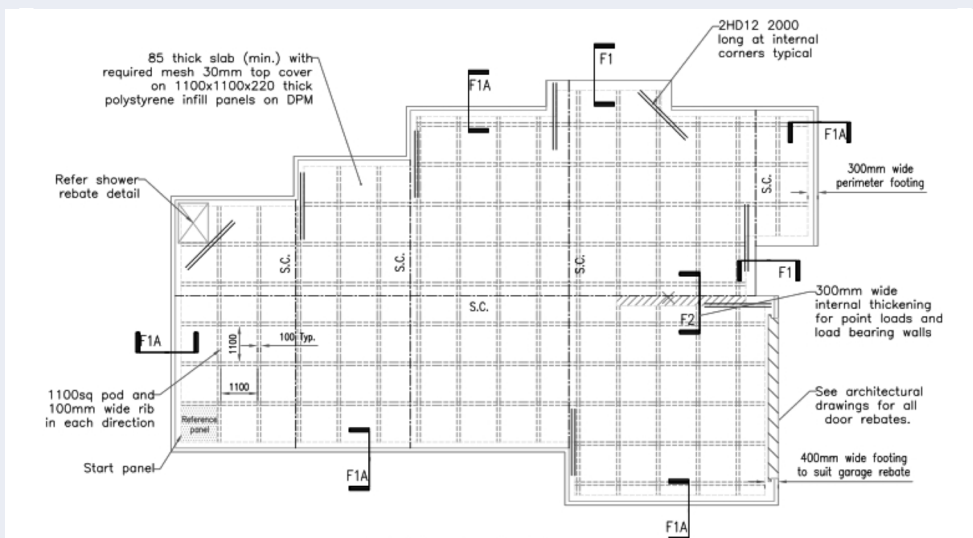 2HD12 2000
long at internal
corners typical
85 thick slab (min.) with
required mesh 30mm top cover
on 1100x1100x220 thick
polystyrene infill panels on DPM
F1
F1A
F1A
300mm wide
perimeter footing
Refer shower
rebate detail
S.C.
S.C.
S.C.
S.C.
S.C.
F1
F2
300mm wide
internal thickening
for point loads and
load bearing walls
F1A
1100
100 Typ.
1100
1100sq pod and
100mm wide rib
in each direction
Reference
panel
Start panel
See architectural
drawings for all
door rebates.
400mm wide footing
to suit garage rebate
F1A
F1A